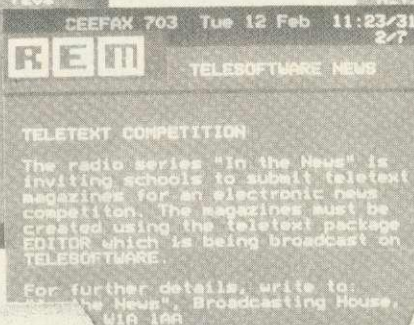 CEEFAX 703 Tue 12 Feb 11:23/31
2/7
REM
TELESOFTWARE NEWS
TELETEXT COMPETITION
The radio series "In the News" is
inviting schools to submit teletext
magazines for an electronic news
competiton. The magazines must be
created using the teletext package
EDITOR which is being broadcast on
TELESOFTWARE.
For further details, write to:
the News", Broadcasting House,
W1A 1AA